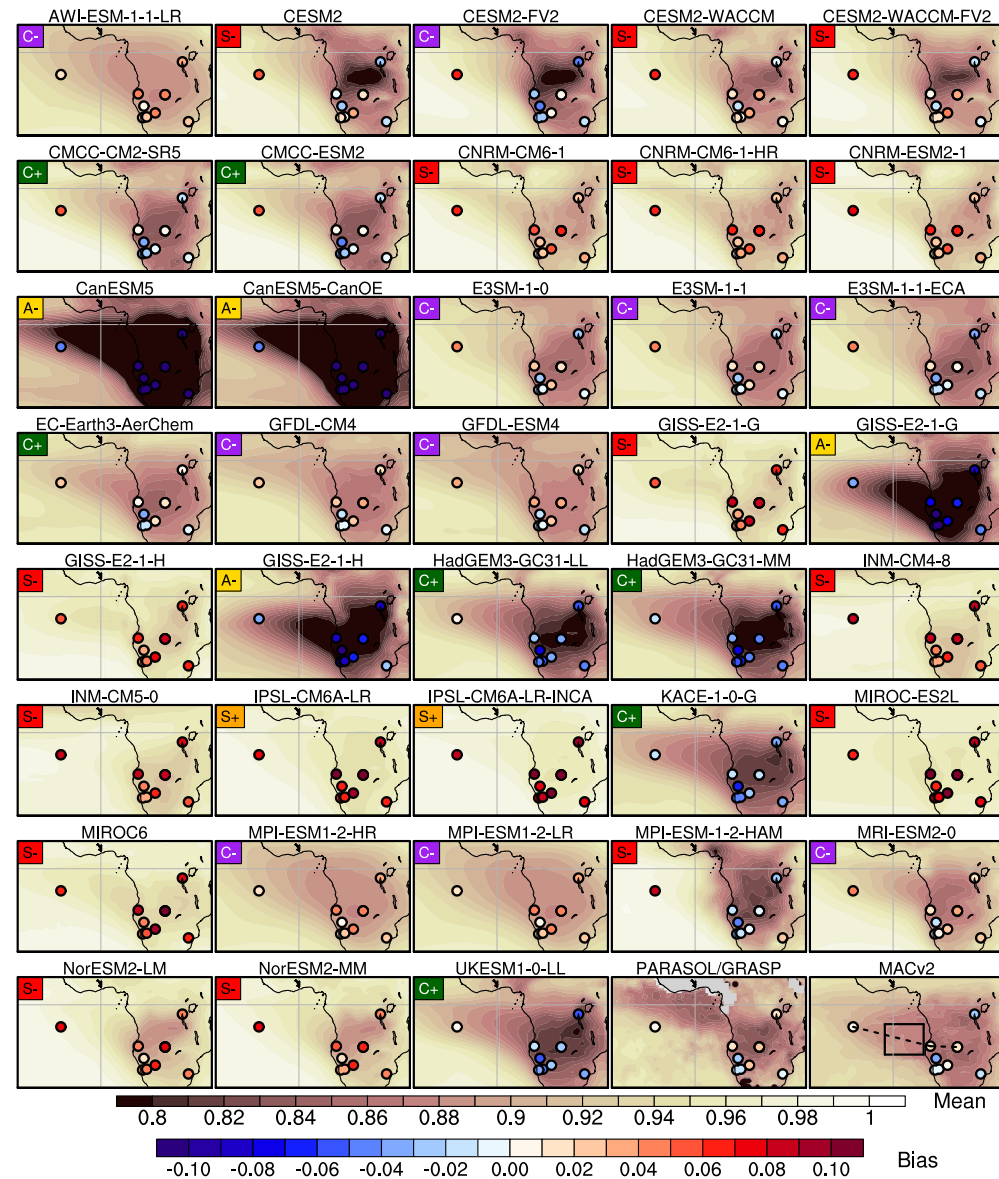 AWI-ESM-1-1-LR CESM2 CESM2-FV2 CESM2-WACCM CESM2-WACCM-FV2
C- S- C- S- S-
CMCC-CM2-SR5 CMCC-ESM2 CNRM-CM6-1 CNRM-CM6-1-HR CNRM-ESM2-1
C+ C+ S- S- S-
CanESM5 CanESM5-CanOE E3SM-1-0 E3SM-1-1 E3SM-1-1-ECA
A- A- C- C- C-
EC-Earth3-AerChem GFDL-CM4 GFDL-ESM4 GISS-E2-1-G GISS-E2-1-G
C+ C- C- S- A-
GISS-E2-1-H GISS-E2-1-H HadGEM3-GC31-LL HadGEM3-GC31-MM INM-CM4-8
S- A- C+ C+ S-
INM-CM5-0 IPSL-CM6A-LR IPSL-CM6A-LR-INCA KACE-1-0-G MIROC-ES2L
S- S+ S+ C+ S-
MIROC6 MPI-ESM1-2-HR MPI-ESM1-2-LR MPI-ESM-1-2-HAM MRI-ESM2-0
S- C- C- S- C-
NorESM2-LM NorESM2-MM UKESM1-0-LL PARASOL/GRASP MACv2
S- S- C+
0.8 0.82 0.84 0.86 0.88 0.9 0.92 0.94 0.96 0.98 1 Mean
-0.10 -0.08 -0.06 -0.04 -0.02 0.00 0.02 0.04 0.06 0.08 0.10 Bias